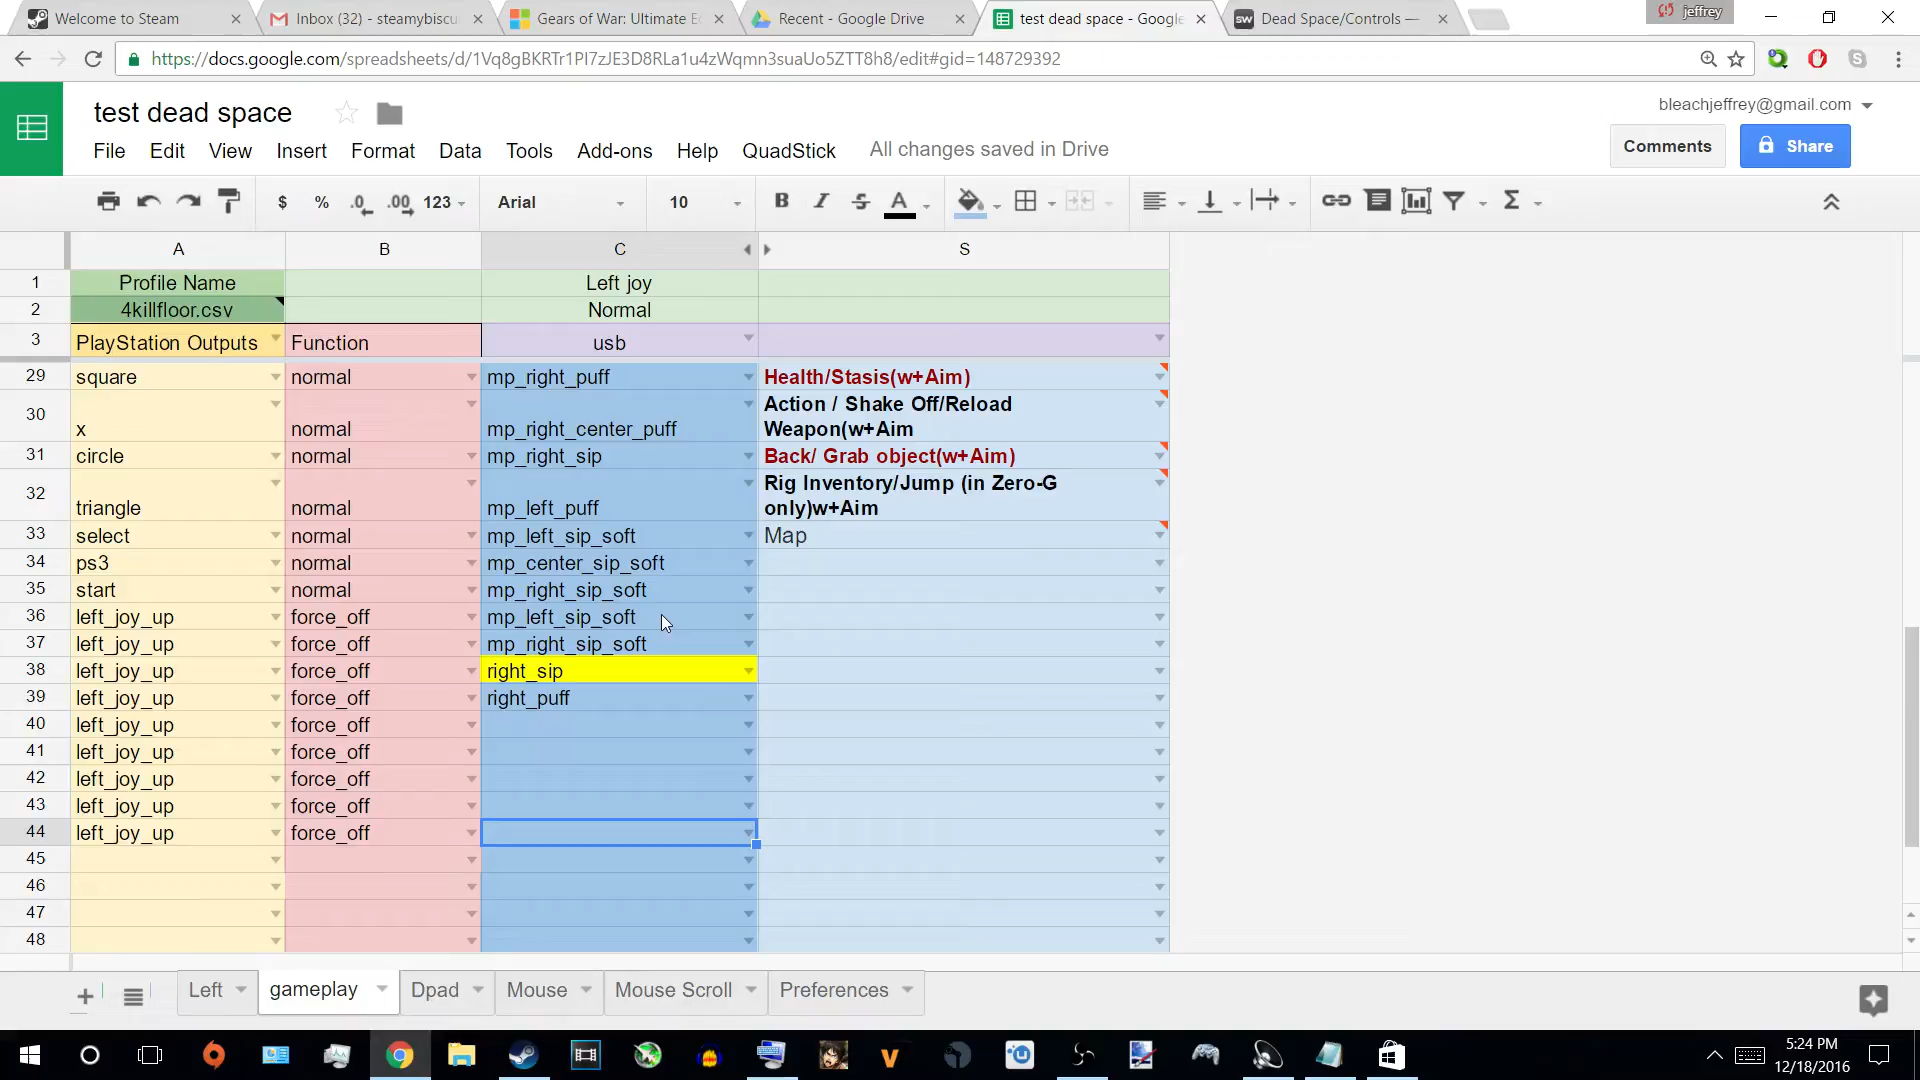 Welcome to Steam
Inbox (32) - steamybiscu
Gears of War: Ultimate E
Recent - Google Drive
test dead space - Google
SW Dead Space/Controls —
jeffrey
https://docs.google.com/spreadsheets/d/1Vq8gBKRTr1PI7zJE3D8RLa1u4zWqmn3suaUo5ZTT8h8/edit#gid=148729392
test dead space
bleachjeffrey@gmail.com
File Edit View Insert Format Data Tools Add-ons Help QuadStick All changes saved in Drive
Comments
Share
$ % .0 .00 123 Arial 10 B I S A Σ
A B C S
1 Profile Name Left joy
2 4killfloor.csv Normal
3 PlayStation Outputs Function usb
29 square normal mp_right_puff Health/Stasis(w+Aim)
30 x normal mp_right_center_puff Action / Shake Off/Reload
Weapon(w+Aim
31 circle normal mp_right_sip Back/ Grab object(w+Aim)
32 triangle normal mp_left_puff Rig Inventory/Jump (in Zero-G
only)w+Aim
33 select normal mp_left_sip_soft Map
34 ps3 normal mp_center_sip_soft
35 start normal mp_right_sip_soft
36 left_joy_up force_off mp_left_sip_soft
37 left_joy_up force_off mp_right_sip_soft
38 left_joy_up force_off right_sip
39 left_joy_up force_off right_puff
40 left_joy_up force_off
41 left_joy_up force_off
42 left_joy_up force_off
43 left_joy_up force_off
44 left_joy_up force_off
45
46
47
48
+ Left gameplay Dpad Mouse Mouse Scroll Preferences
5:24 PM
12/18/2016